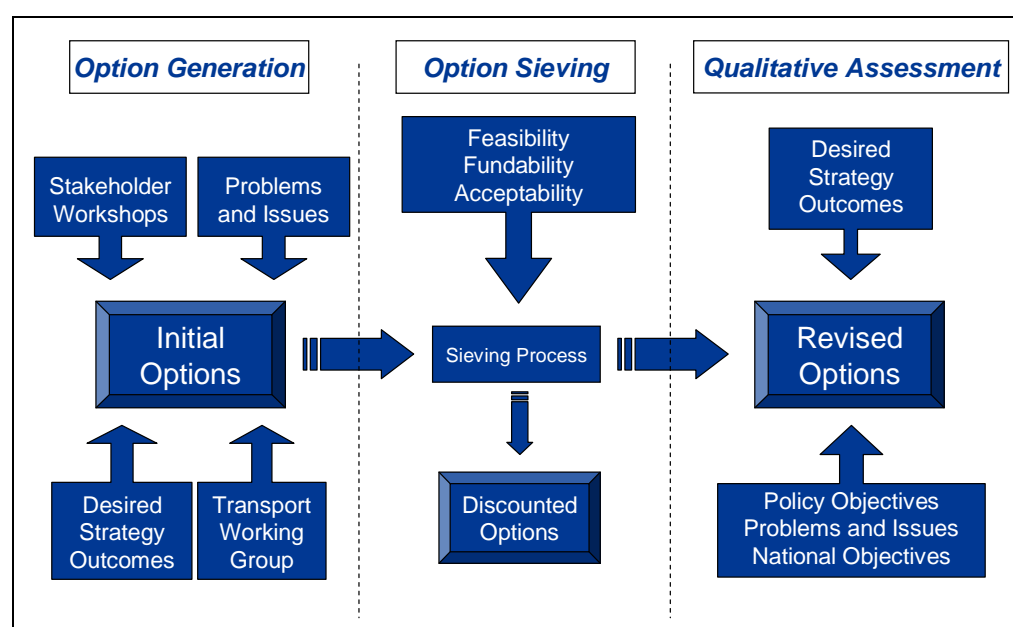 Option Generation
Option Sieving
Qualitative Assessment
Stakeholder
Workshops
Problems
and Issues
Feasibility
Fundability
Acceptability
Desired
Strategy
Outcomes
Initial
Options
Sieving Process
Revised
Options
Desired
Strategy
Outcomes
Transport
Working
Group
Discounted
Options
Policy Objectives
Problems and Issues
National Objectives